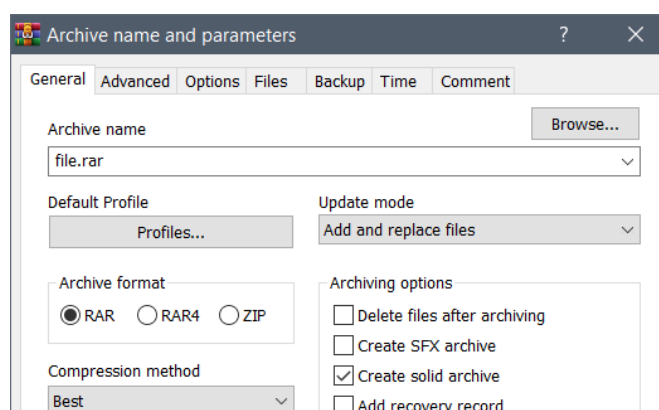 Archive name and parameters ?
General Advanced Options Files Backup Time Comment
Archive name
Browse...
file.rar
Default Profile
Update mode
Profiles...
Add and replace files
Archive format
Archiving options
RAR RAR4 ZIP
Delete files after archiving
Create SFX archive
Compression method
Create solid archive
Best
Add recovery record